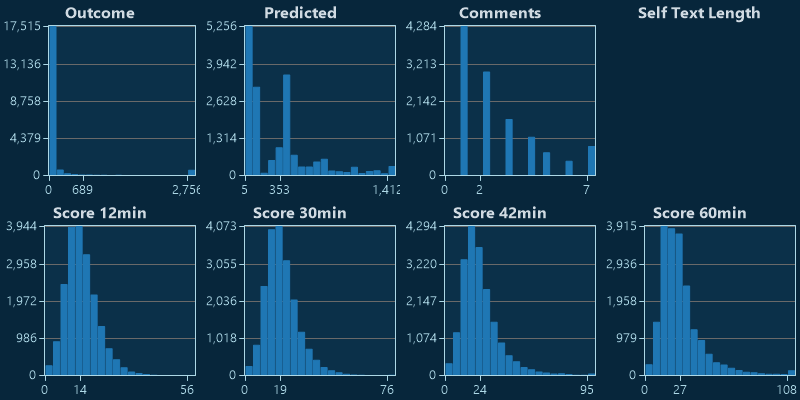 Outcome
17,515
13,136
8,758
4,379
0
0 689 2,756
Predicted
5,256
3,942
2,628
1,314
0
5 353 1,412
Comments
4,284
3,213
2,142
1,071
0
0 2 7
Self Text Length
Score 12min
3,944
2,958
1,972
986
0
0 14 56
Score 30min
4,073
3,055
2,036
1,018
0
0 19 76
Score 42min
4,294
3,220
2,147
1,074
0
0 24 95
Score 60min
3,915
2,936
1,958
979
0
0 27 108